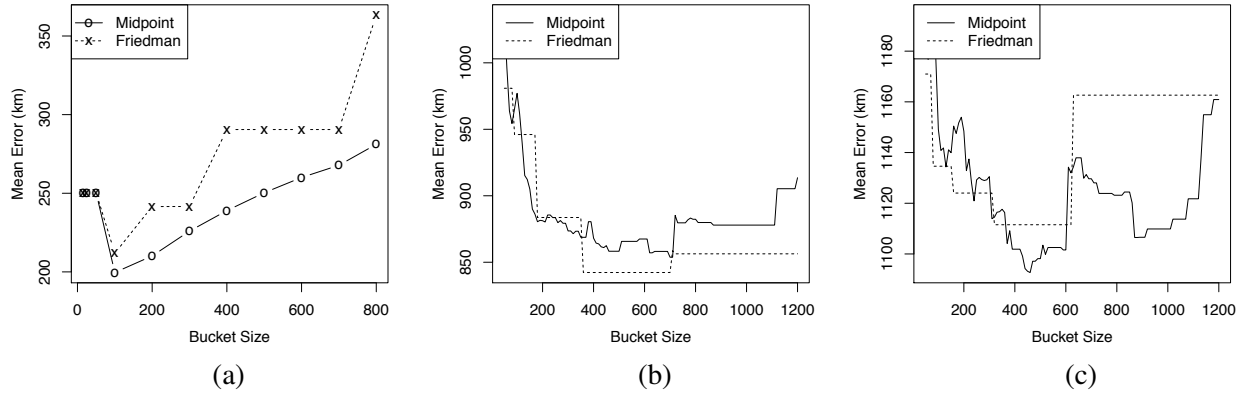 o Midpoint
x Friedman
Mean Error (km)
200 250 300 350
0 200 400 600 800
Bucket Size
(a)
Midpoint
Friedman
Mean Error (km)
850 900 950 1000
200 400 600 800 1000 1200
Bucket Size
(b)
Midpoint
Friedman
Mean Error (km)
1100 1120 1140 1160 1180
200 400 600 800 1000 1200
Bucket Size
(c)